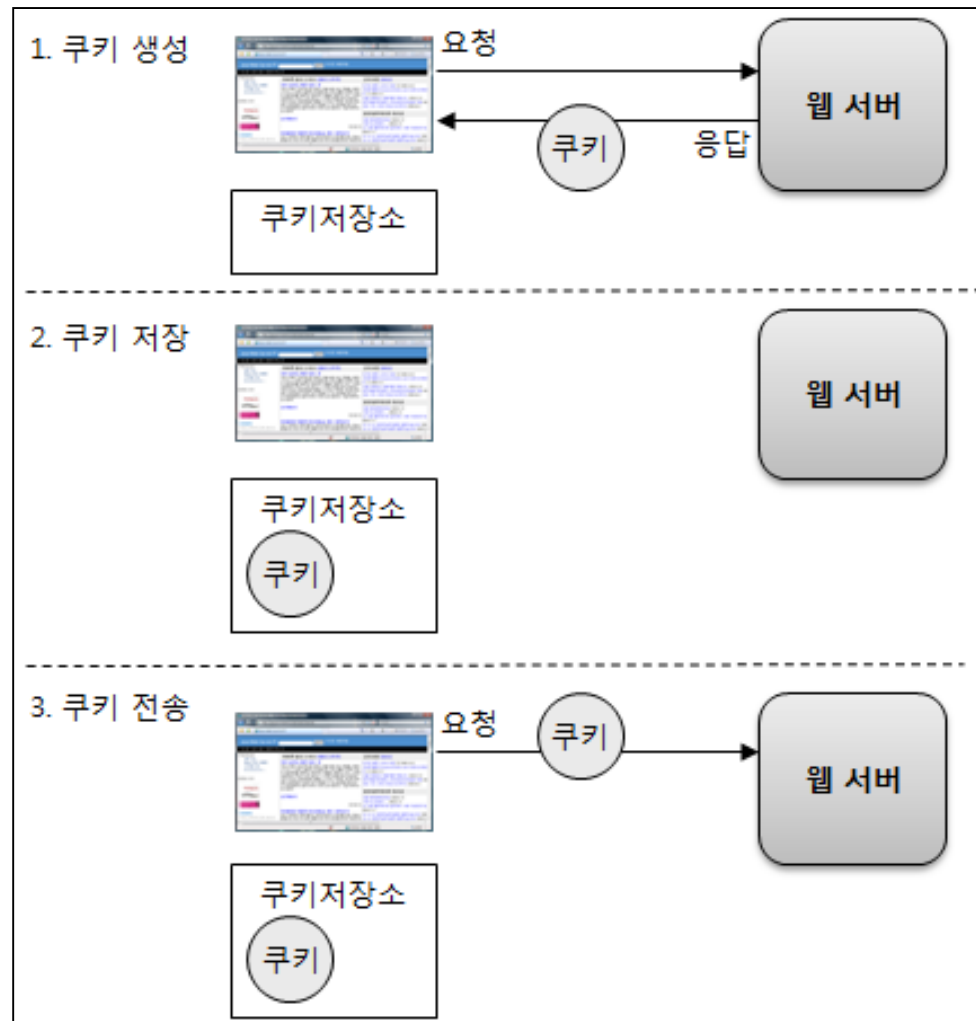 1. 쿠키 생성
요청
웹 서버
쿠키
응답
쿠키저장소
2. 쿠키 저장
웹 서버
쿠키저장소
쿠키
3. 쿠키 전송
요청
쿠키
웹 서버
쿠키저장소
쿠키